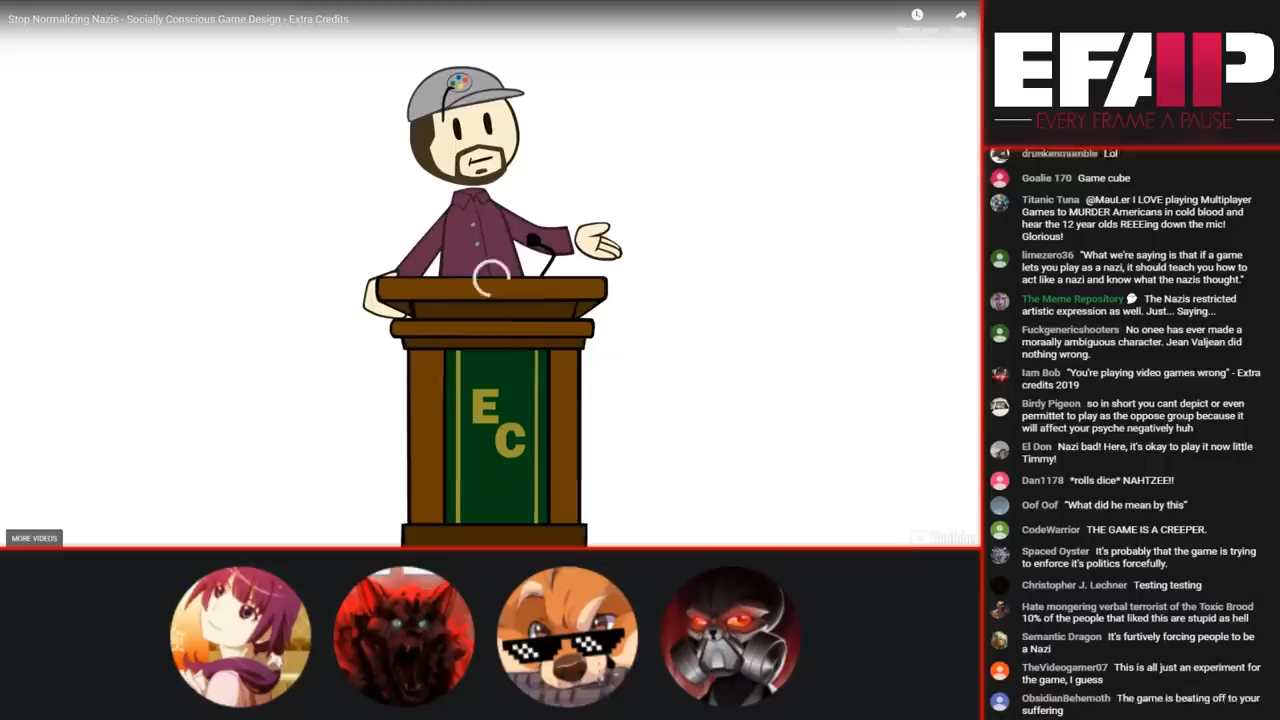 Stop Normalizing Nazis - Socially Conscious Game Design - Extra Credits
E
C
MORE VIDEOS
YouTube
EFAP
EVERY FRAME A PAUSE
drunkenmumble Lol
Goalie 170 Game cube
Titanic Tuna @MauLer I LOVE playing Multiplayer
Games to MURDER Americans in cold blood and
hear the 12 year olds REEEing down the mic!
Glorious!
limezero36 "What we're saying is that if a game
lets you play as a nazi, it should teach you how to
act like a nazi and know what the nazis thought."
The Meme Repository The Nazis restricted
artistic expression as well. Just... Saying...
Fuckgenericshooters No onee has ever made a
moraally ambiguous character. Jean Valjean did
nothing wrong.
Iam Bob "You're playing video games wrong" - Extra
credits 2019
Birdy Pigeon so in short you cant depict or even
permittet to play as the oppose group because it
will affect your psyche negatively huh
El Don Nazi bad! Here, it's okay to play it now little
Timmy!
Dan1178 *rolls dice* NAHTZEE!!
Oof Oof "What did he mean by this"
CodeWarrior THE GAME IS A CREEPER.
Spaced Oyster It's probably that the game is trying
to enforce it's politics forcefully.
Christopher J. Lechner Testing testing
Hate mongering verbal terrorist of the Toxic Brood
10% of the people that liked this are stupid as hell
Semantic Dragon It's furtively forcing people to be
a Nazi
TheVideogamer07 This is all just an experiment for
the game, I guess
ObsidianBehemoth The game is beating off to your
suffering